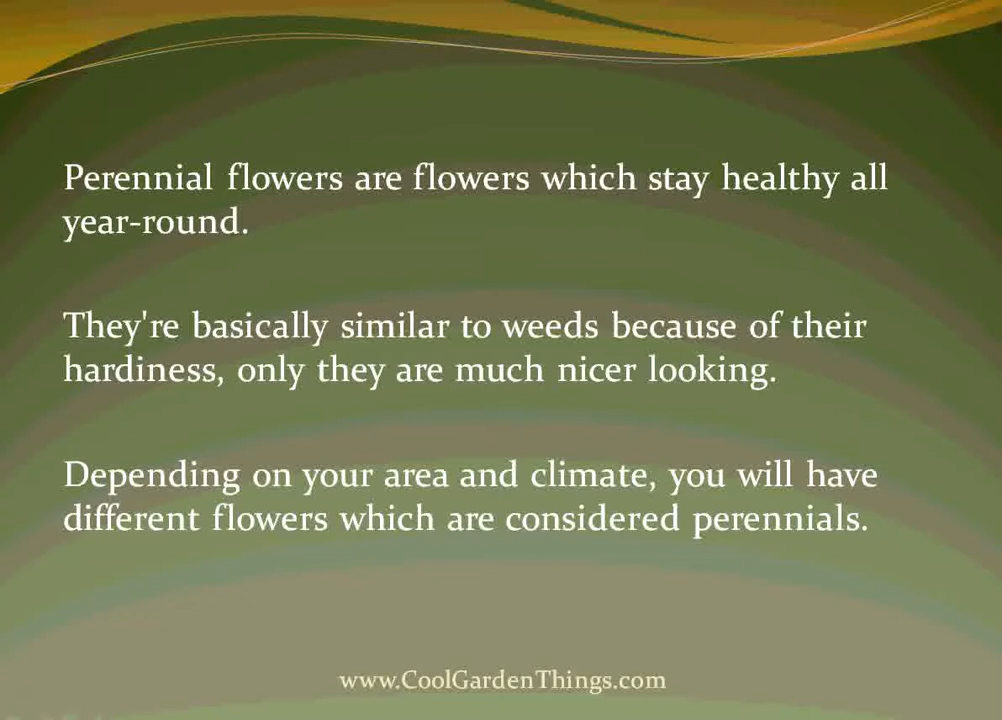 Perennial flowers are flowers which stay healthy all
year-round.
They're basically similar to weeds because of their
hardiness, only they are much nicer looking.
Depending on your area and climate, you will have
different flowers which are considered perennials.
www.CoolGardenThings.com